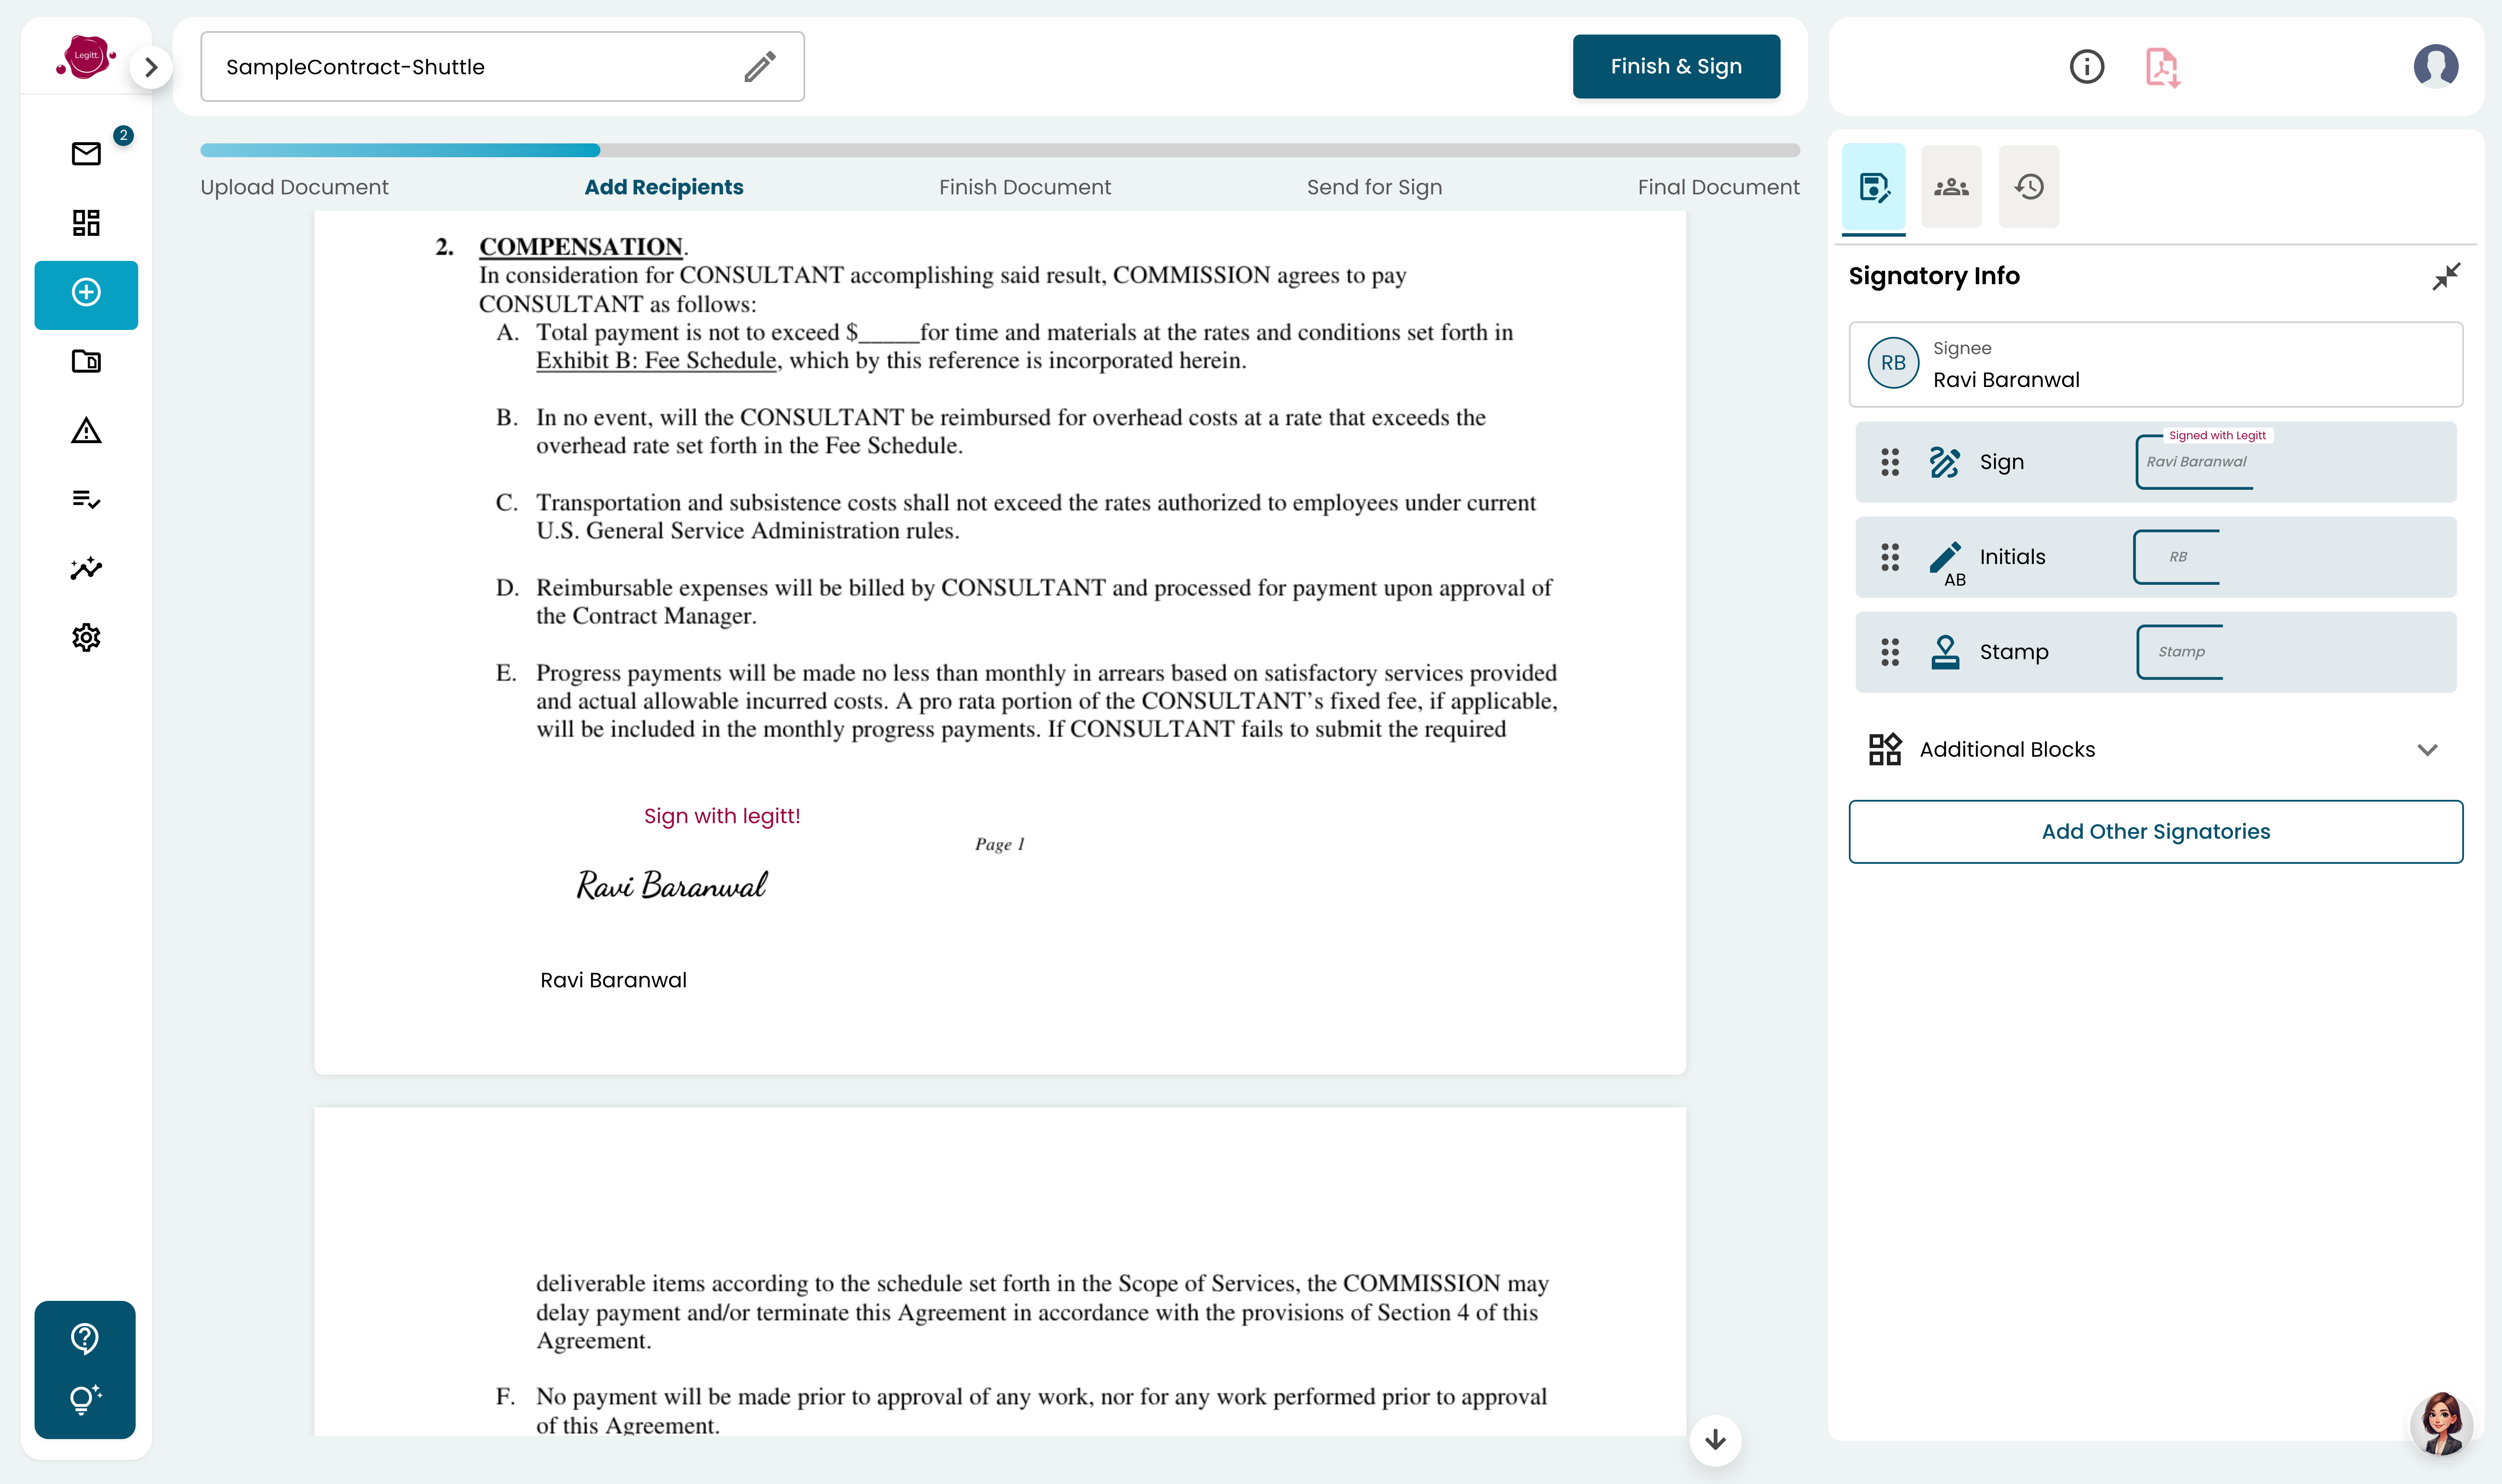 Legitt.
SampleContract-Shuttle
Finish & Sign
2
Upload Document
Add Recipients
Finish Document
Send for Sign
Final Document
2. COMPENSATION.
In consideration for CONSULTANT accomplishing said result, COMMISSION agrees to pay
CONSULTANT as follows:
A. Total payment is not to exceed $_____for time and materials at the rates and conditions set forth in
Exhibit B: Fee Schedule, which by this reference is incorporated herein.
B. In no event, will the CONSULTANT be reimbursed for overhead costs at a rate that exceeds the
overhead rate set forth in the Fee Schedule.
C. Transportation and subsistence costs shall not exceed the rates authorized to employees under current
U.S. General Service Administration rules.
D. Reimbursable expenses will be billed by CONSULTANT and processed for payment upon approval of
the Contract Manager.
E. Progress payments will be made no less than monthly in arrears based on satisfactory services provided
and actual allowable incurred costs. A pro rata portion of the CONSULTANT’s fixed fee, if applicable,
will be included in the monthly progress payments. If CONSULTANT fails to submit the required
Sign with legitt!
Page 1
Ravi Baranwal
Ravi Baranwal
deliverable items according to the schedule set forth in the Scope of Services, the COMMISSION may
delay payment and/or terminate this Agreement in accordance with the provisions of Section 4 of this
Agreement.
F. No payment will be made prior to approval of any work, nor for any work performed prior to approval
of this Agreement.
Signatory Info
RB
Signee
Ravi Baranwal
Sign
Signed with Legitt
Ravi Baranwal
AB
Initials
RB
Stamp
Stamp
Additional Blocks
Add Other Signatories